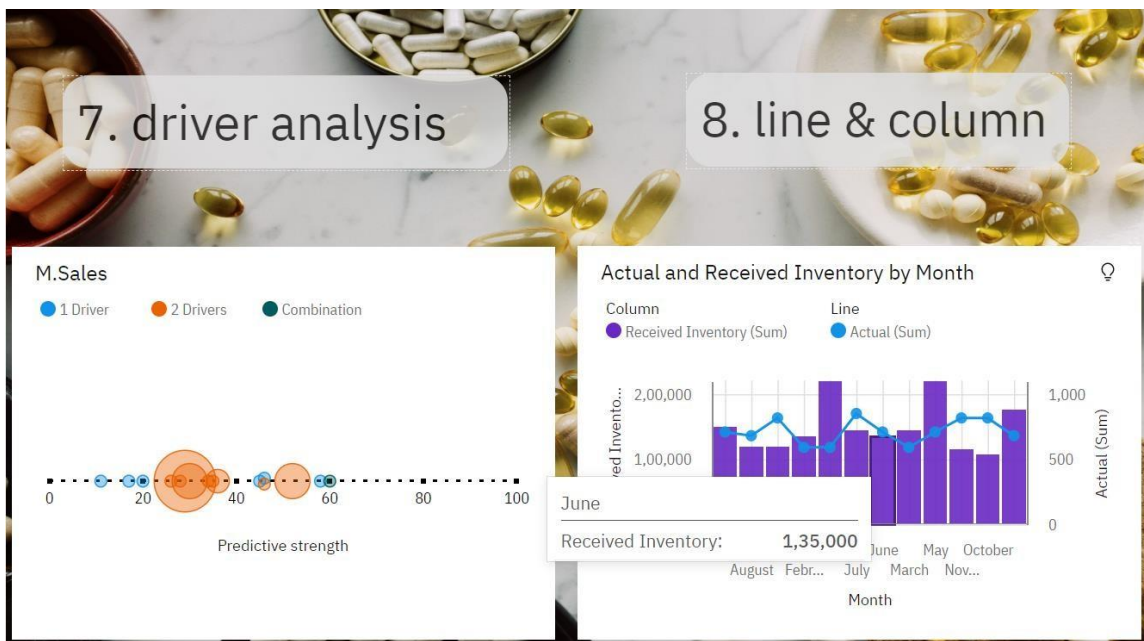 7. driver analysis
8. line & column
M.Sales
1 Driver
2 Drivers
Combination
0
20
40
60
80
100
Predictive strength
Actual and Received Inventory by Month
Column
Line
Received Inventory (Sum)
Actual (Sum)
2,00,000
1,00,000
ved Invento...
1,000
500
0
Actual (Sum)
June
Received Inventory: 1,35,000
June May October
August Febr... July March Nov...
Month